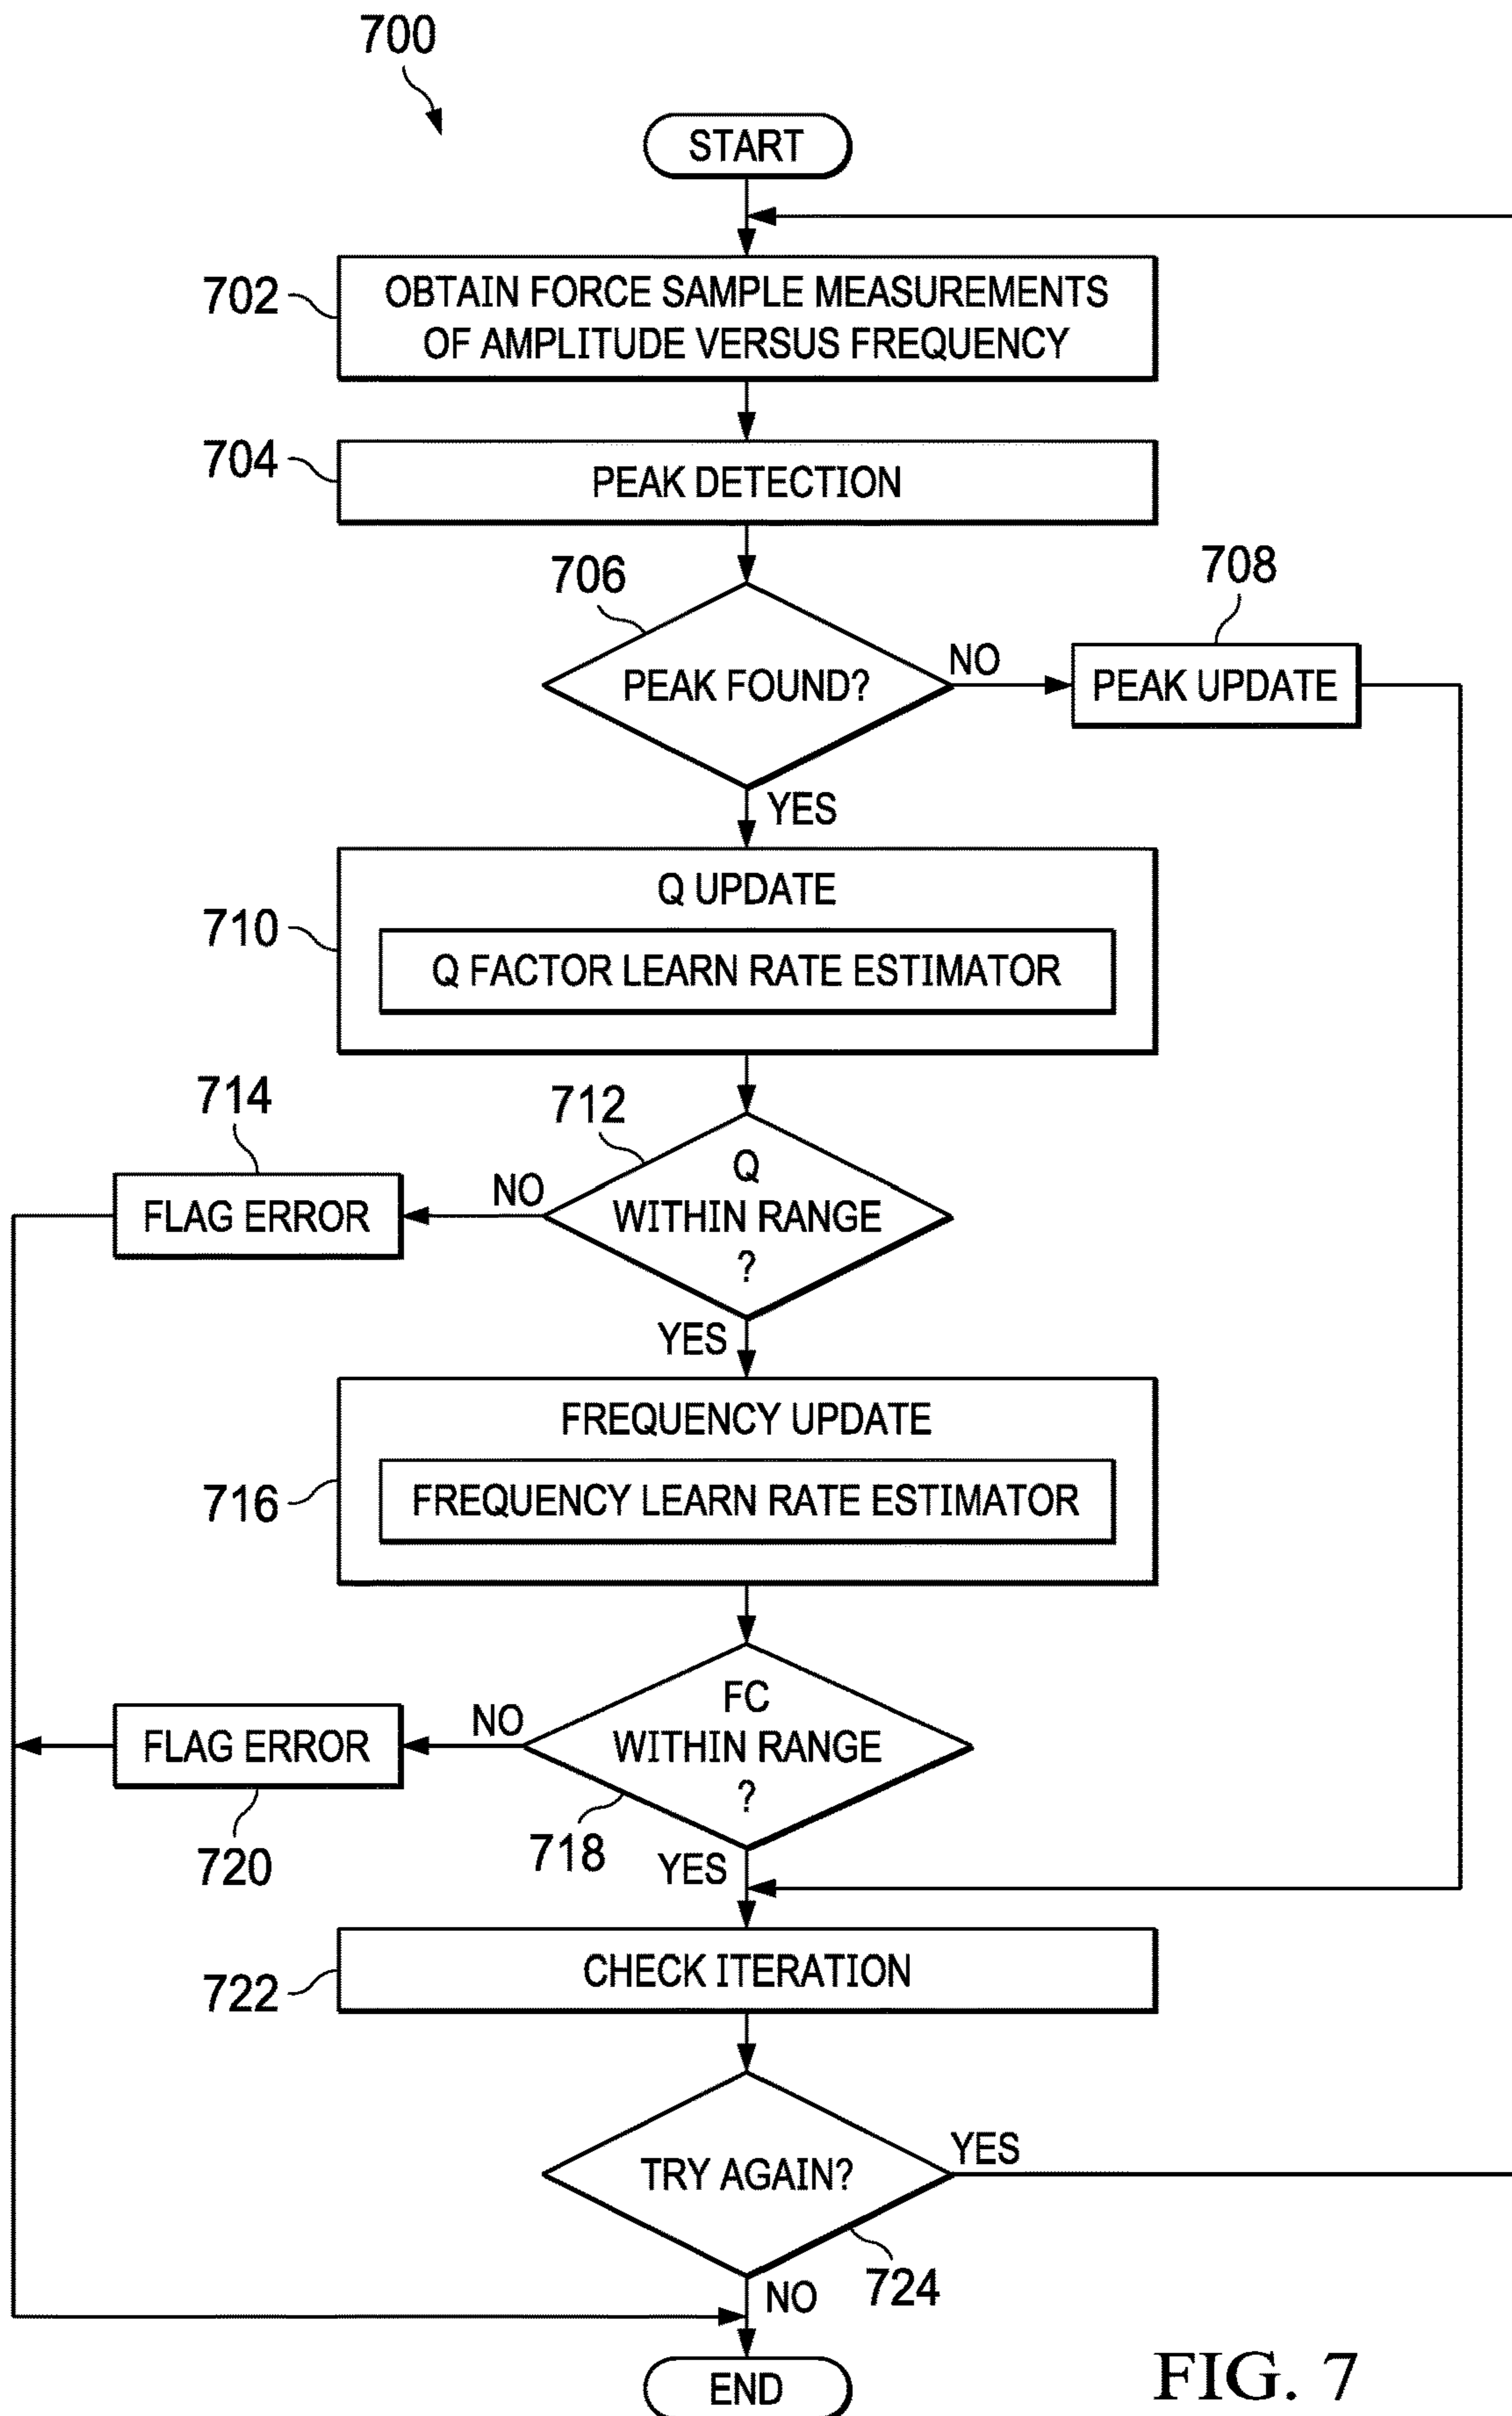 700
START
702
OBTAIN FORCE SAMPLE MEASUREMENTS
OF AMPLITUDE VERSUS FREQUENCY
704
PEAK DETECTION
706
708
PEAK FOUND?
NO
PEAK UPDATE
YES
710
Q UPDATE
Q FACTOR LEARN RATE ESTIMATOR
714
712
FLAG ERROR
NO
Q
WITHIN RANGE
?
YES
716
FREQUENCY UPDATE
FREQUENCY LEARN RATE ESTIMATOR
FLAG ERROR
NO
FC
WITHIN RANGE
?
720
718
YES
722
CHECK ITERATION
TRY AGAIN?
YES
724
NO
END
FIG. 7